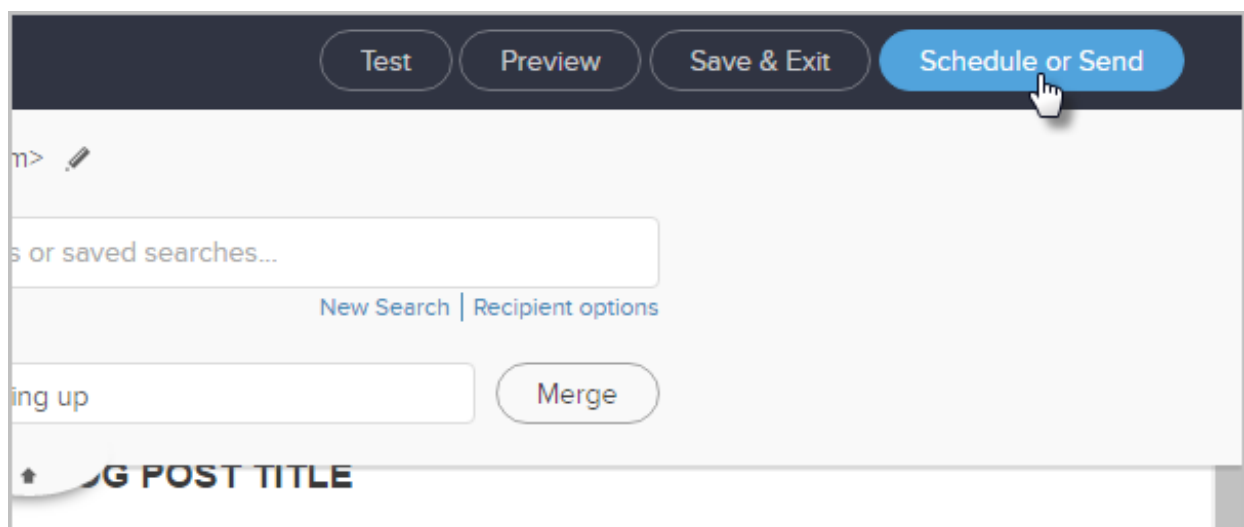 Test Preview Save & Exit Schedule or Send
m>
s or saved searches...
New Search | Recipient options
ing up Merge
G POST TITLE